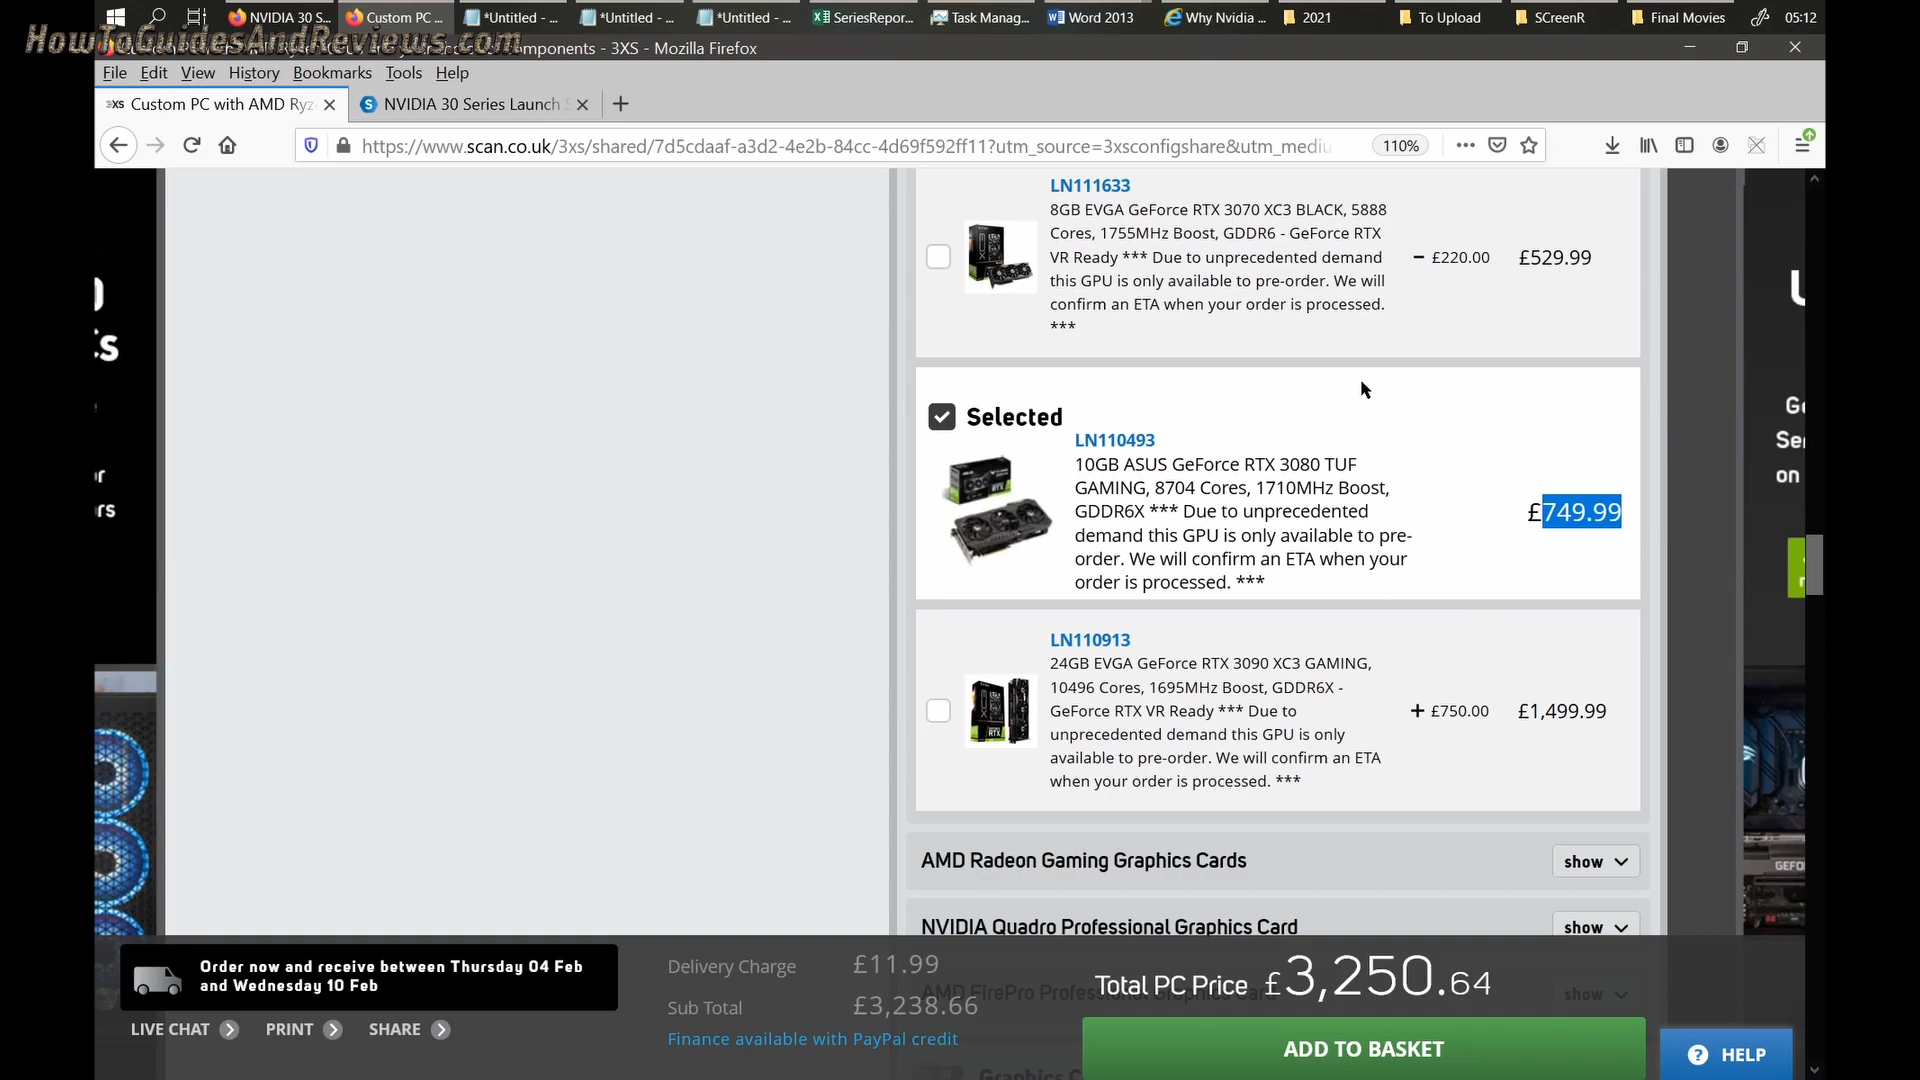 NVIDIA 30 S...
Custom PC ...
*Untitled - ...
*Untitled - ...
*Untitled - ...
SeriesRepor...
Task Manag...
Word 2013
Why Nvidia ...
2021
To Upload
SCreenR
Final Movies
05:12
HowToGuidesAndReviews.com
omponents - 3XS - Mozilla Firefox
File Edit View History Bookmarks Tools Help
3XS Custom PC with AMD Ryz
NVIDIA 30 Series Launch S
https://www.scan.co.uk/3xs/shared/7d5cdaaf-a3d2-4e2b-84cc-4d69f592ff11?utm_source=3xsconfigshare&utm_mediu
110%
LN111633
8GB EVGA GeForce RTX 3070 XC3 BLACK, 5888
Cores, 1755MHz Boost, GDDR6 - GeForce RTX
VR Ready *** Due to unprecedented demand
this GPU is only available to pre-order. We will
confirm an ETA when your order is processed.
***
− £220.00
£529.99
Selected
LN110493
10GB ASUS GeForce RTX 3080 TUF
GAMING, 8704 Cores, 1710MHz Boost,
GDDR6X *** Due to unprecedented
demand this GPU is only available to pre-
order. We will confirm an ETA when your
order is processed. ***
£749.99
LN110913
24GB EVGA GeForce RTX 3090 XC3 GAMING,
10496 Cores, 1695MHz Boost, GDDR6X -
GeForce RTX VR Ready *** Due to
unprecedented demand this GPU is only
available to pre-order. We will confirm an ETA
when your order is processed. ***
+ £750.00
£1,499.99
AMD Radeon Gaming Graphics Cards
show
NVIDIA Quadro Professional Graphics Card
show
AMD FirePro Professional Graphics Card
show
Graphics C
Order now and receive between Thursday 04 Feb
and Wednesday 10 Feb
LIVE CHAT
PRINT
SHARE
Delivery Charge £11.99
Sub Total £3,238.66
Finance available with PayPal credit
Total PC Price £3,250.64
ADD TO BASKET
HELP